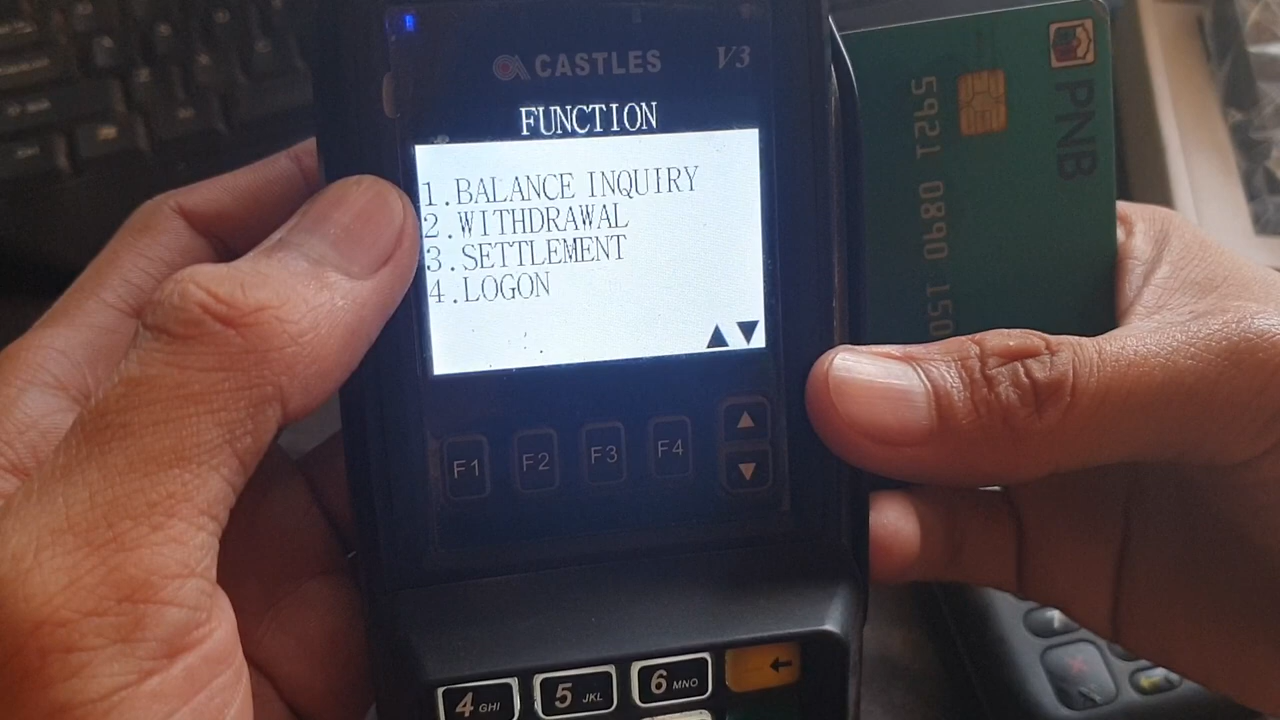 CASTLES V3
FUNCTION
1.BALANCE INQUIRY
2.WITHDRAWAL
3.SETTLEMENT
4.LOGON
F1 F2 F3 F4
4 GHI 5 JKL 6 MNO
PNB
5921 0890 150